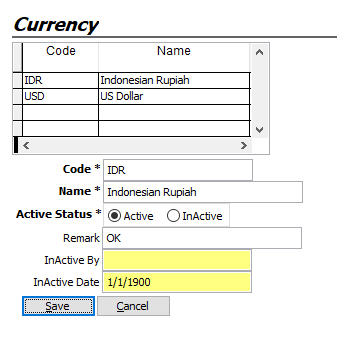 Currency
Code Name
IDR Indonesian Rupiah
USD US Dollar
Code * IDR
Name * Indonesian Rupiah
Active Status * Active InActive
Remark OK
InActive By
InActive Date 1/1/1900
Save Cancel